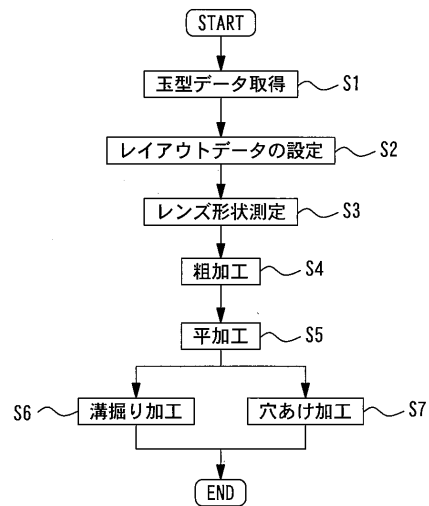 START
玉型データ取得 S1
レイアウトデータの設定 S2
レンズ形状測定 S3
粗加工 S4
平加工 S5
S6 溝掘り加工 穴あけ加工 S7
END